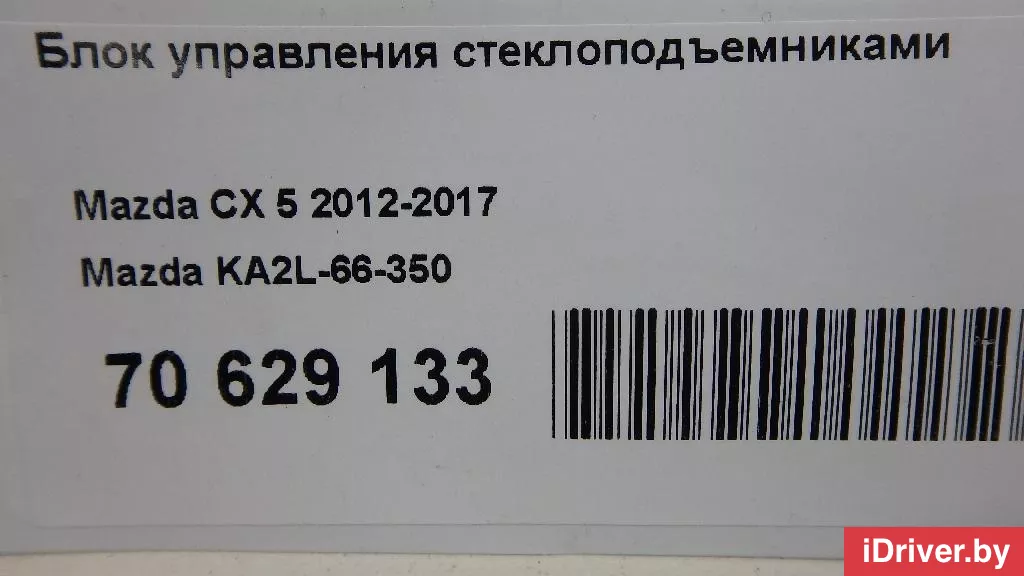 Блок управления стеклоподъемниками
Mazda CX 5 2012-2017
Mazda KA2L-66-350
70 629 133
iDriver.by